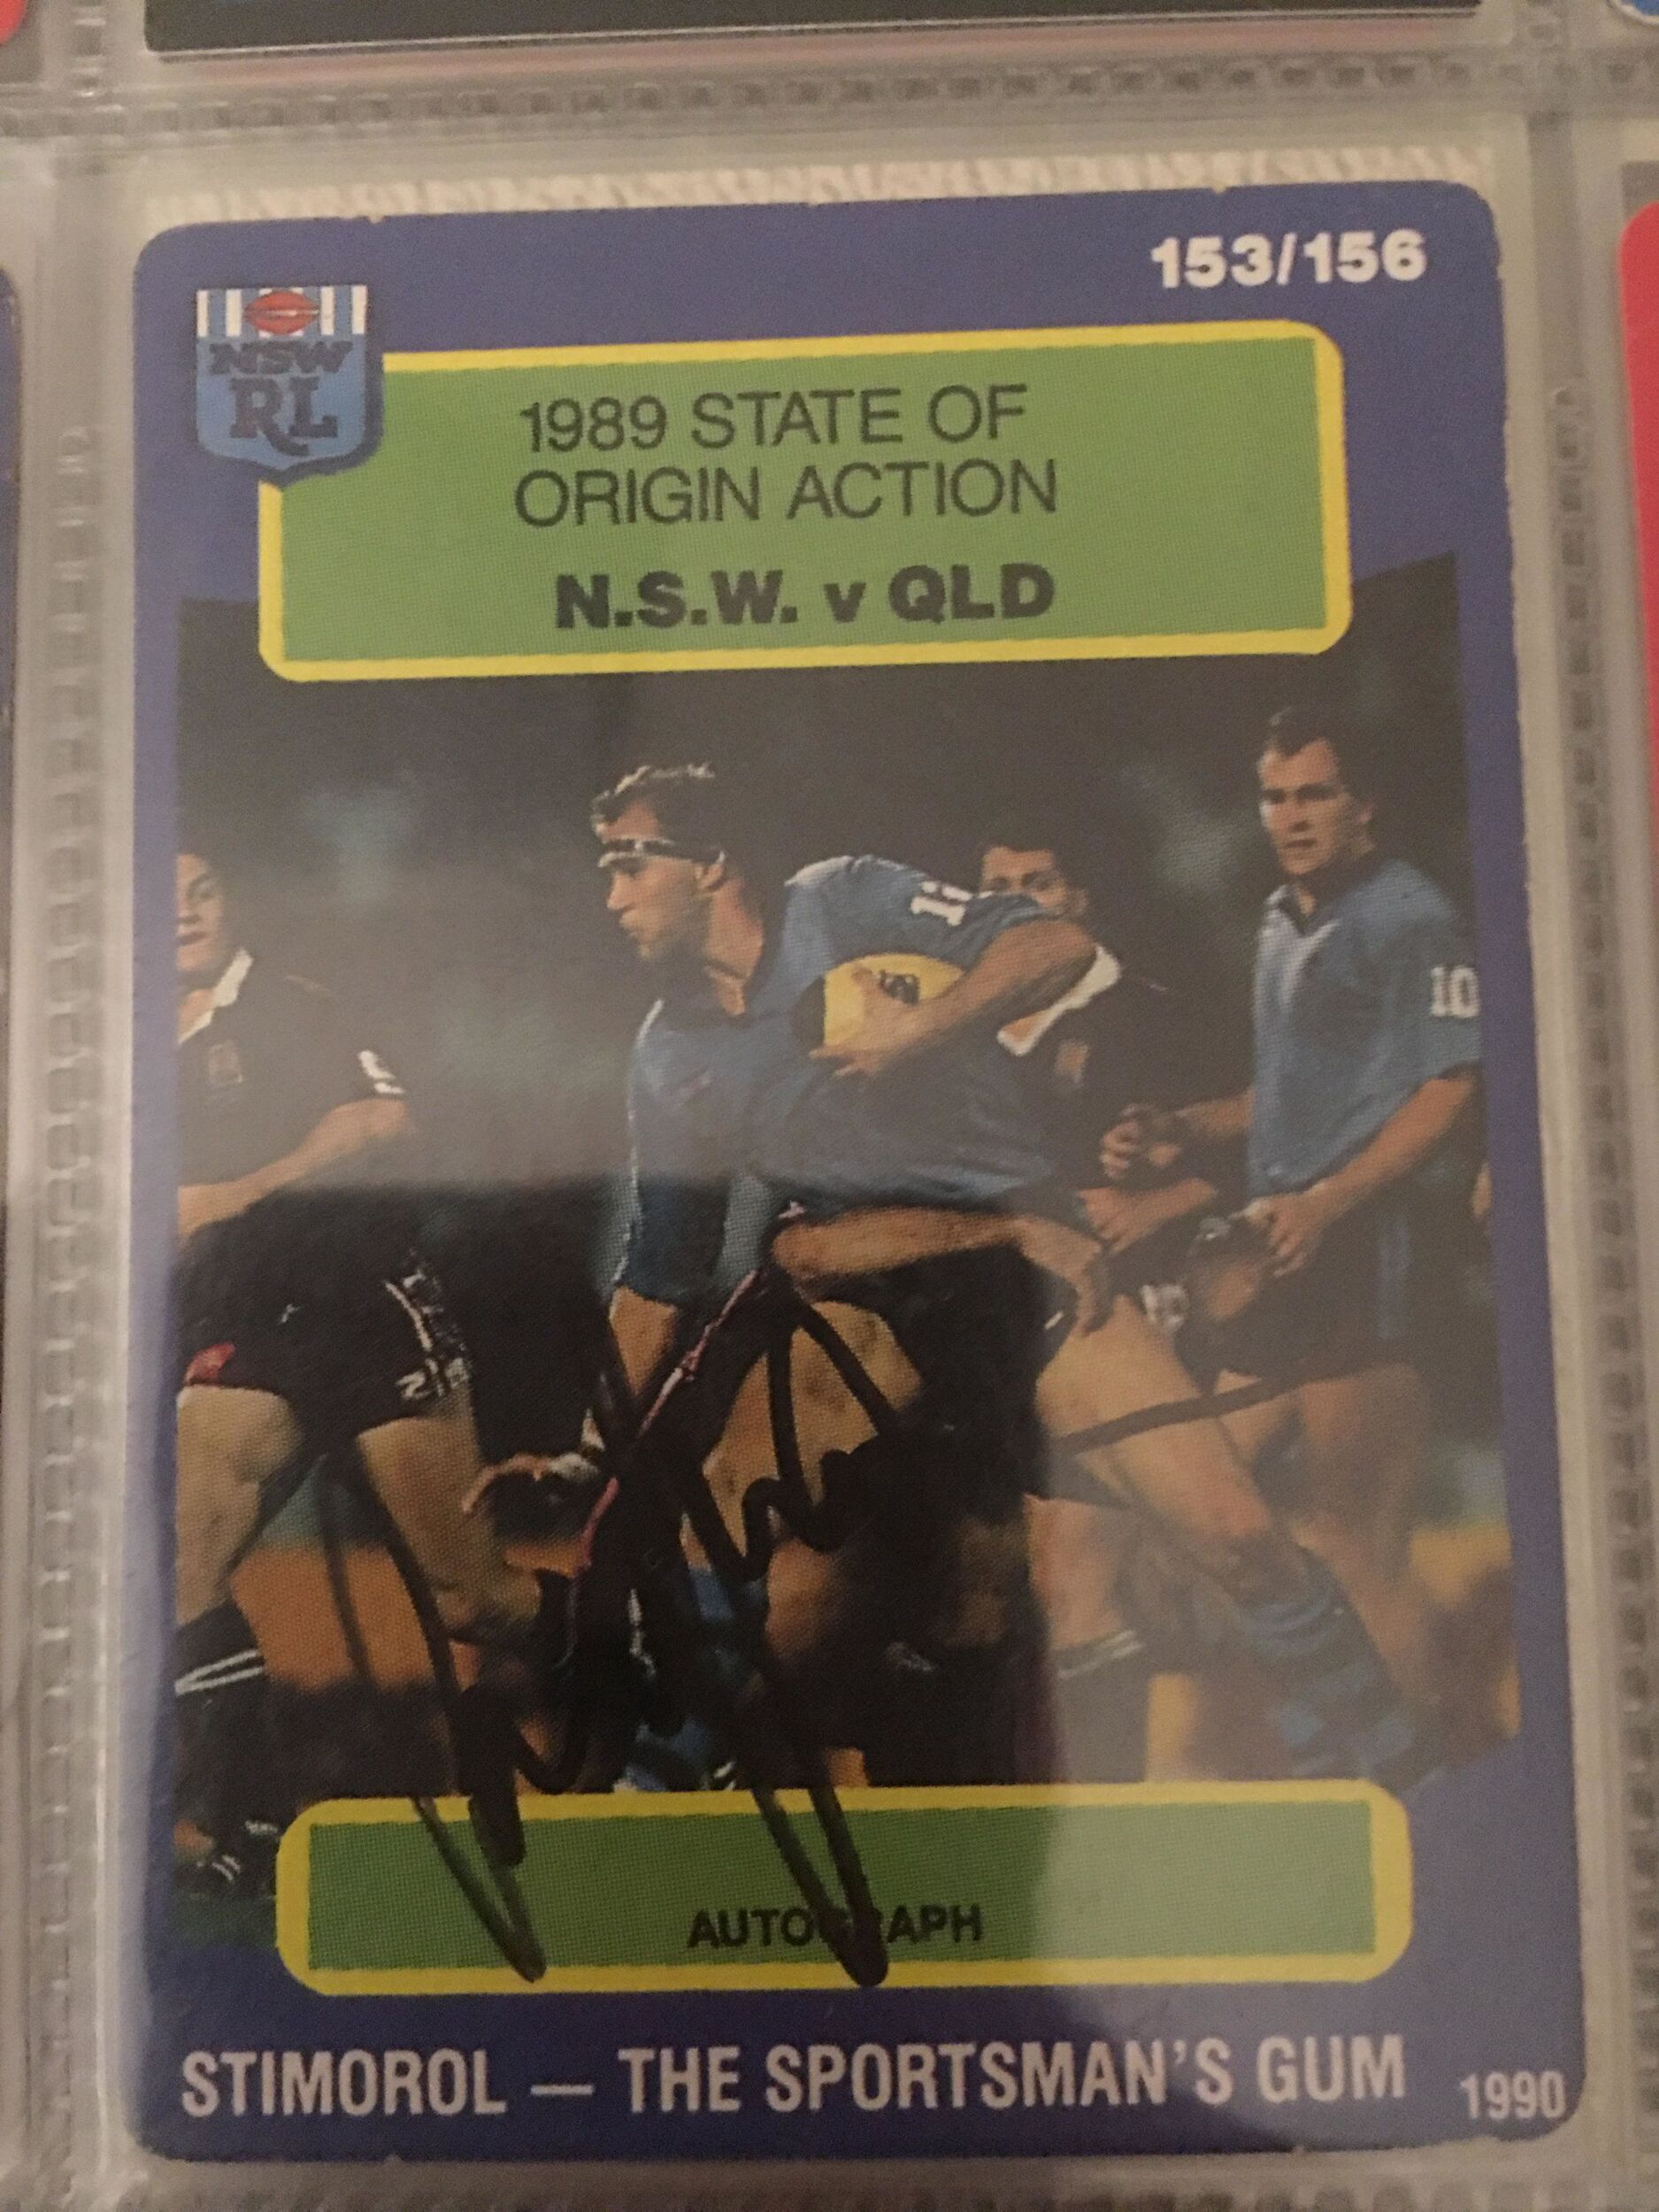 153/156
NSW
RL
1989 STATE OF
ORIGIN ACTION
N.S.W. v QLD
10
AUTOGRAPH
STIMOROL — THE SPORTSMAN'S GUM
1990